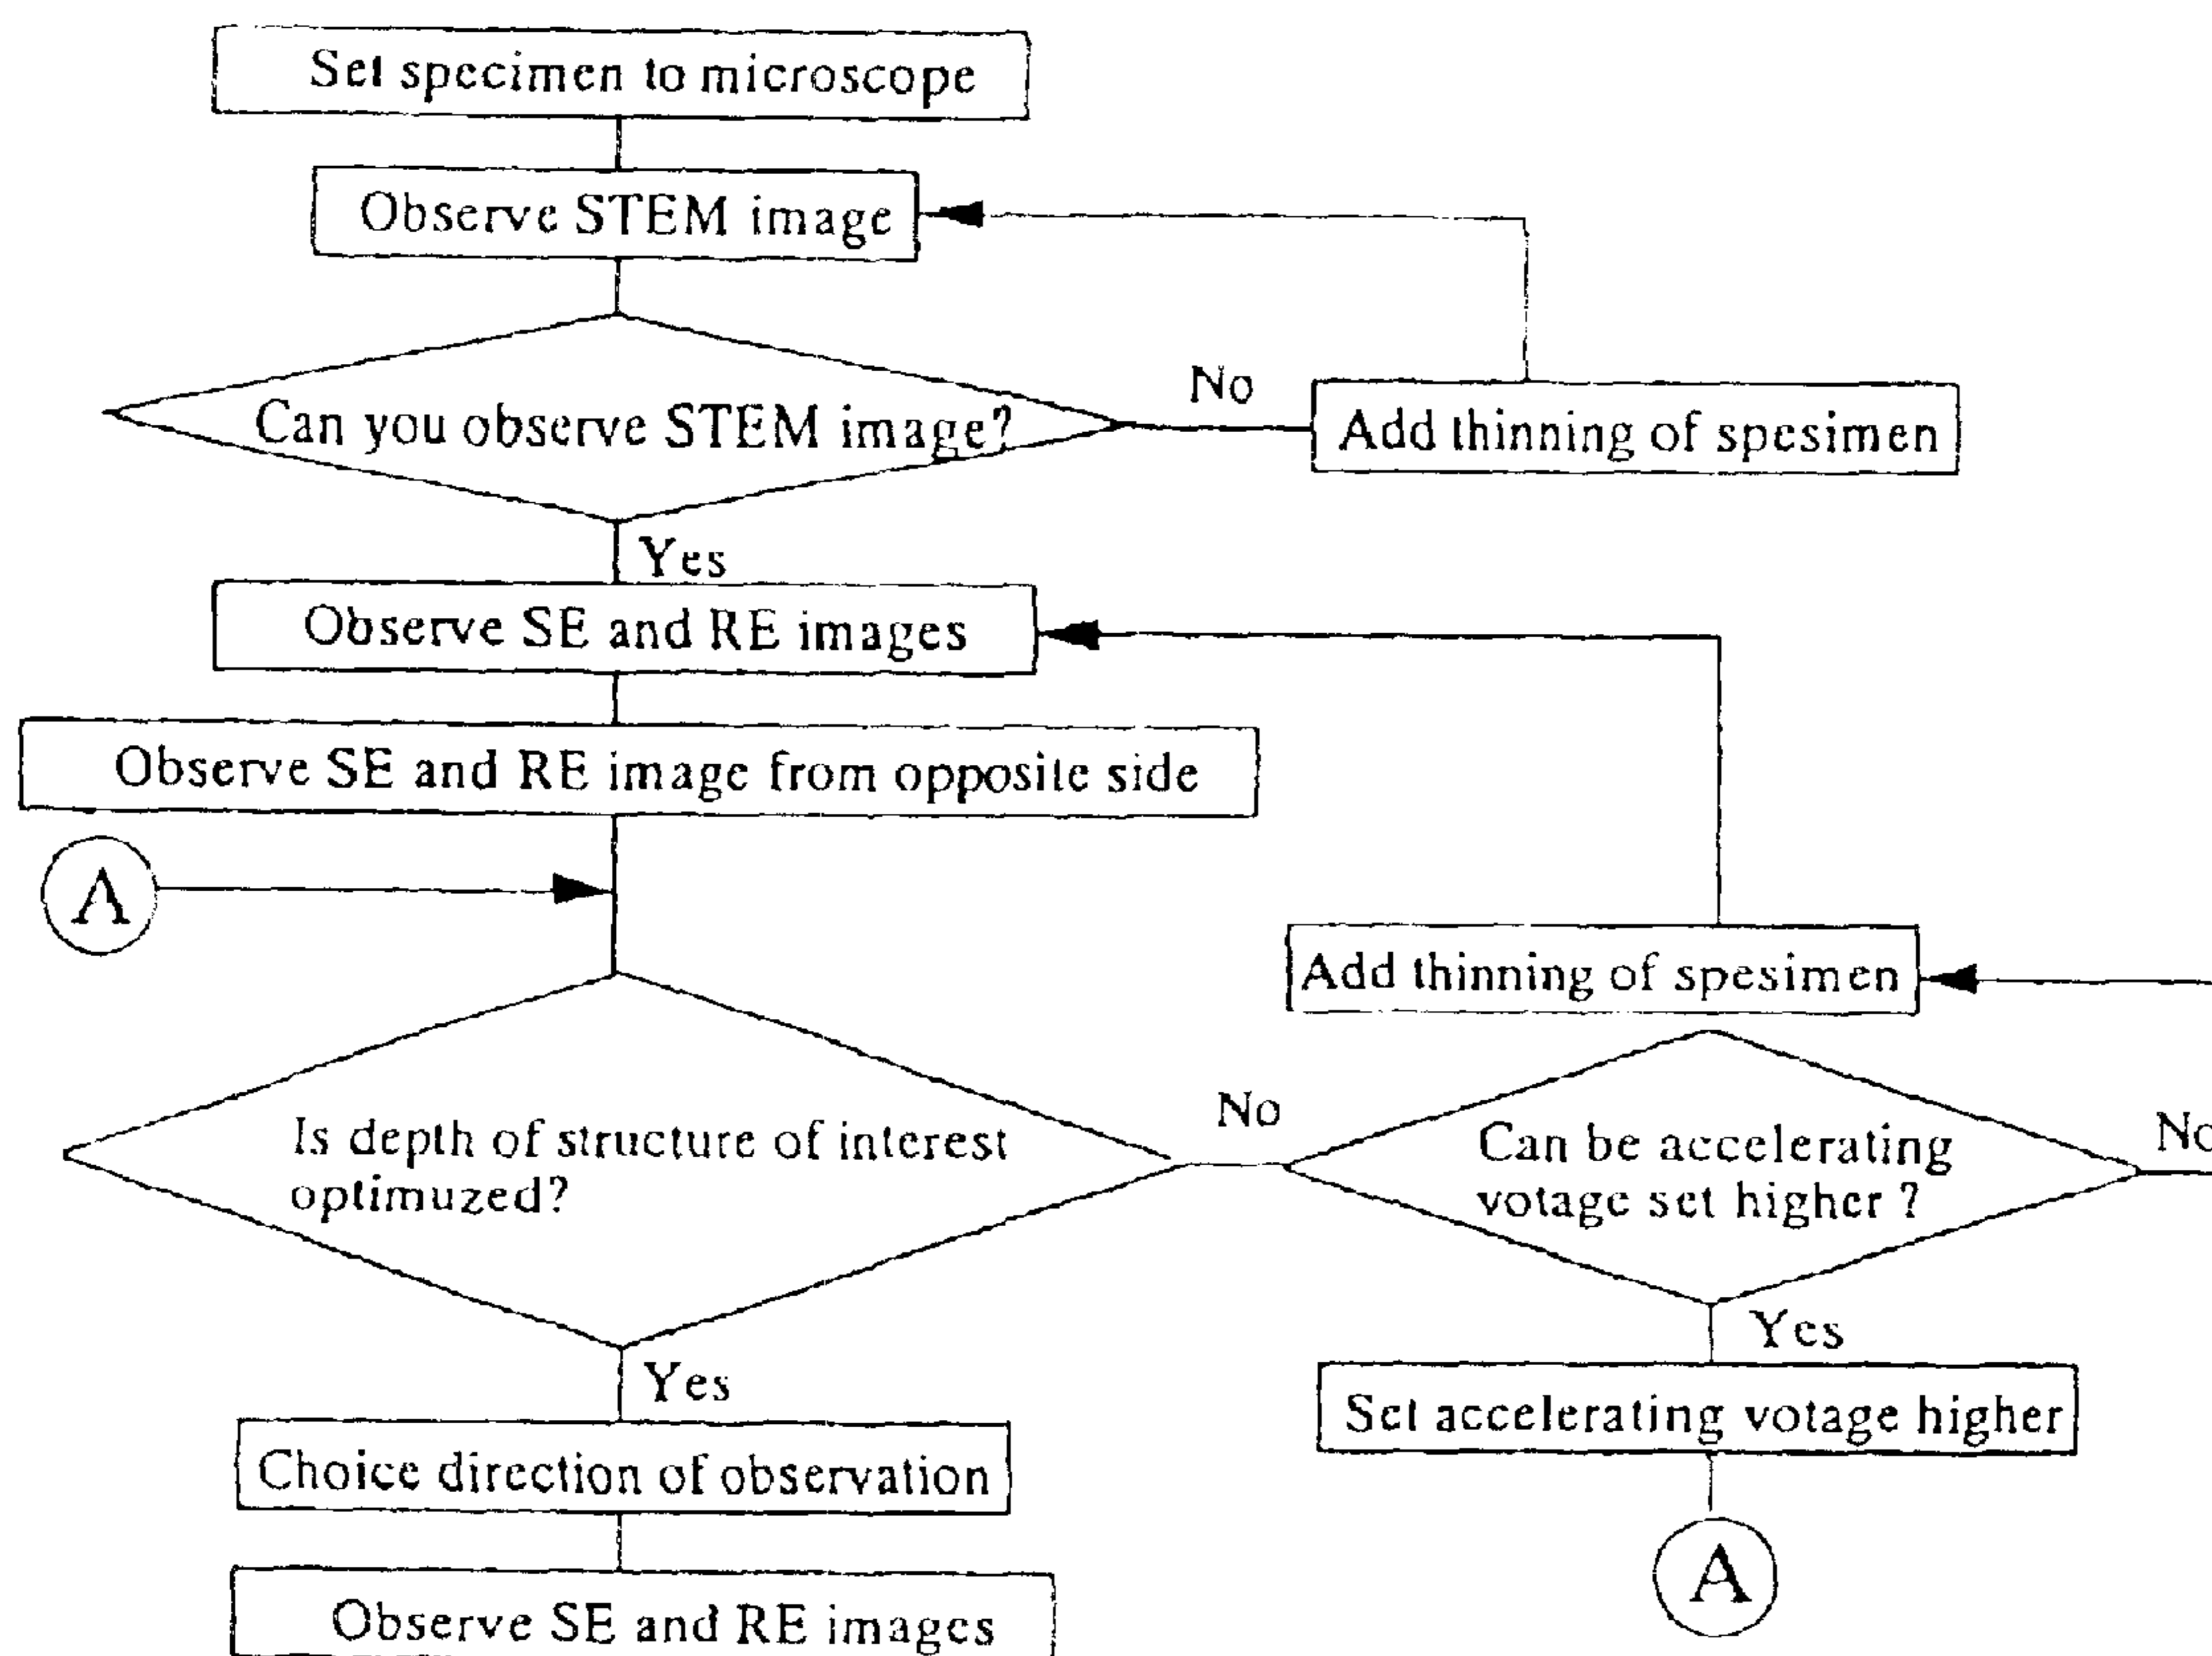 Set specimen to microscope
Observe STEM image
Can you observe STEM image?
No
Add thinning of spesimen
Yes
Observe SE and RE images
Observe SE and RE image from opposite side
A
Add thinning of spesimen
Is depth of structure of interest
optimuzed?
No
Can be accelerating
votage set higher ?
No
Yes
Set accelerating votage higher
A
Yes
Choice direction of observation
Observe SE and RE images